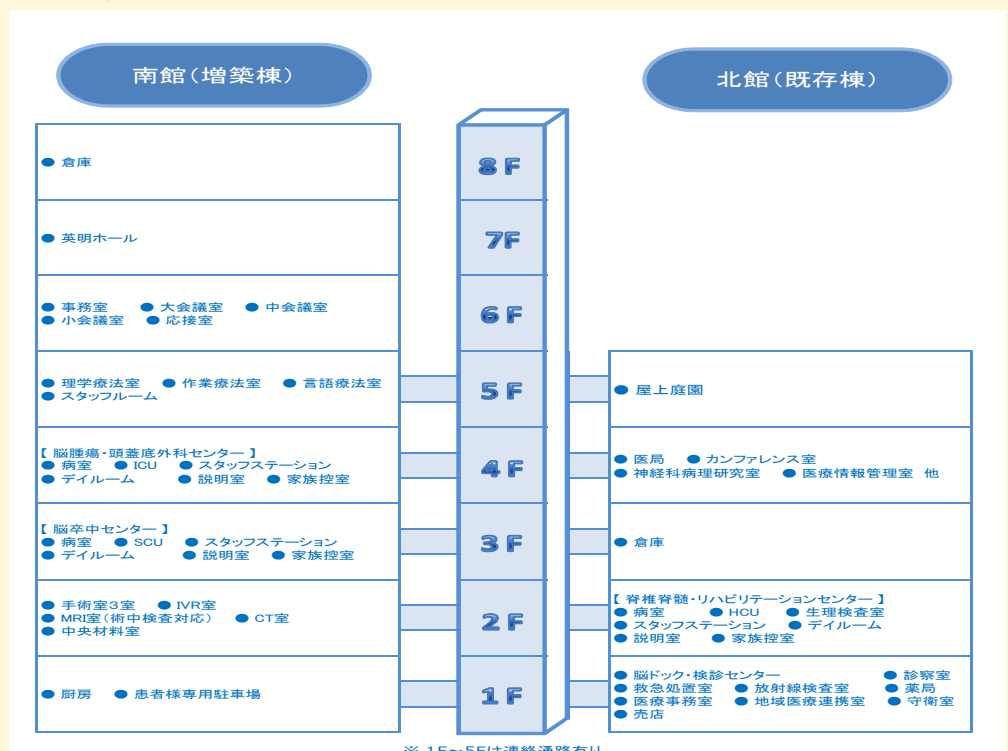 南館(増築棟)
北館(既存棟)
8F
● 倉庫
7F
● 英明ホール
6F
● 事務室 ● 大会議室 ● 中会議室
● 小会議室 ● 応接室
5F
● 理学療法室 ● 作業療法室 ● 言語療法室
● スタッフルーム
● 屋上庭園
4F
【 脳腫瘍・頭蓋底外科センター 】
● 病室 ● ICU ● スタッフステーション
● デイルーム ● 説明室 ● 家族控室
● 医局 ● カンファレンス室
● 神経科病理研究室 ● 医療情報管理室 他
3F
【 脳卒中センター 】
● 病室 ● SCU ● スタッフステーション
● デイルーム ● 説明室 ● 家族控室
● 倉庫
2F
● 手術室3室 ● IVR室
● MRI室(術中検査対応) ● CT室
● 中央材料室
【 脊椎脊髄・リハビリテーションセンター 】
● 病室 ● HCU ● 生理検査室
● スタッフステーション ● デイルーム
● 説明室 ● 家族控室
1F
● 厨房 ● 患者様専用駐車場
● 脳ドック・検診センター ● 診察室
● 救急処置室 ● 放射線検査室 ● 薬局
● 医療事務室 ● 地域医療連携室 ● 守衛室
● 売店
※ 1F~5Fは連絡通路有り